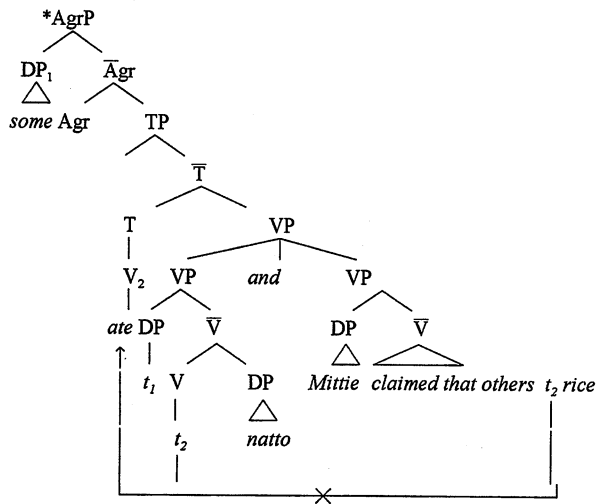 *AgrP
DP₁ A̅gr
some Agr TP
T̅
T VP
V₂ VP and VP
ate DP V̅ DP V̅
t₁ V DP Mittie claimed that others t₂ rice
t₂ natto